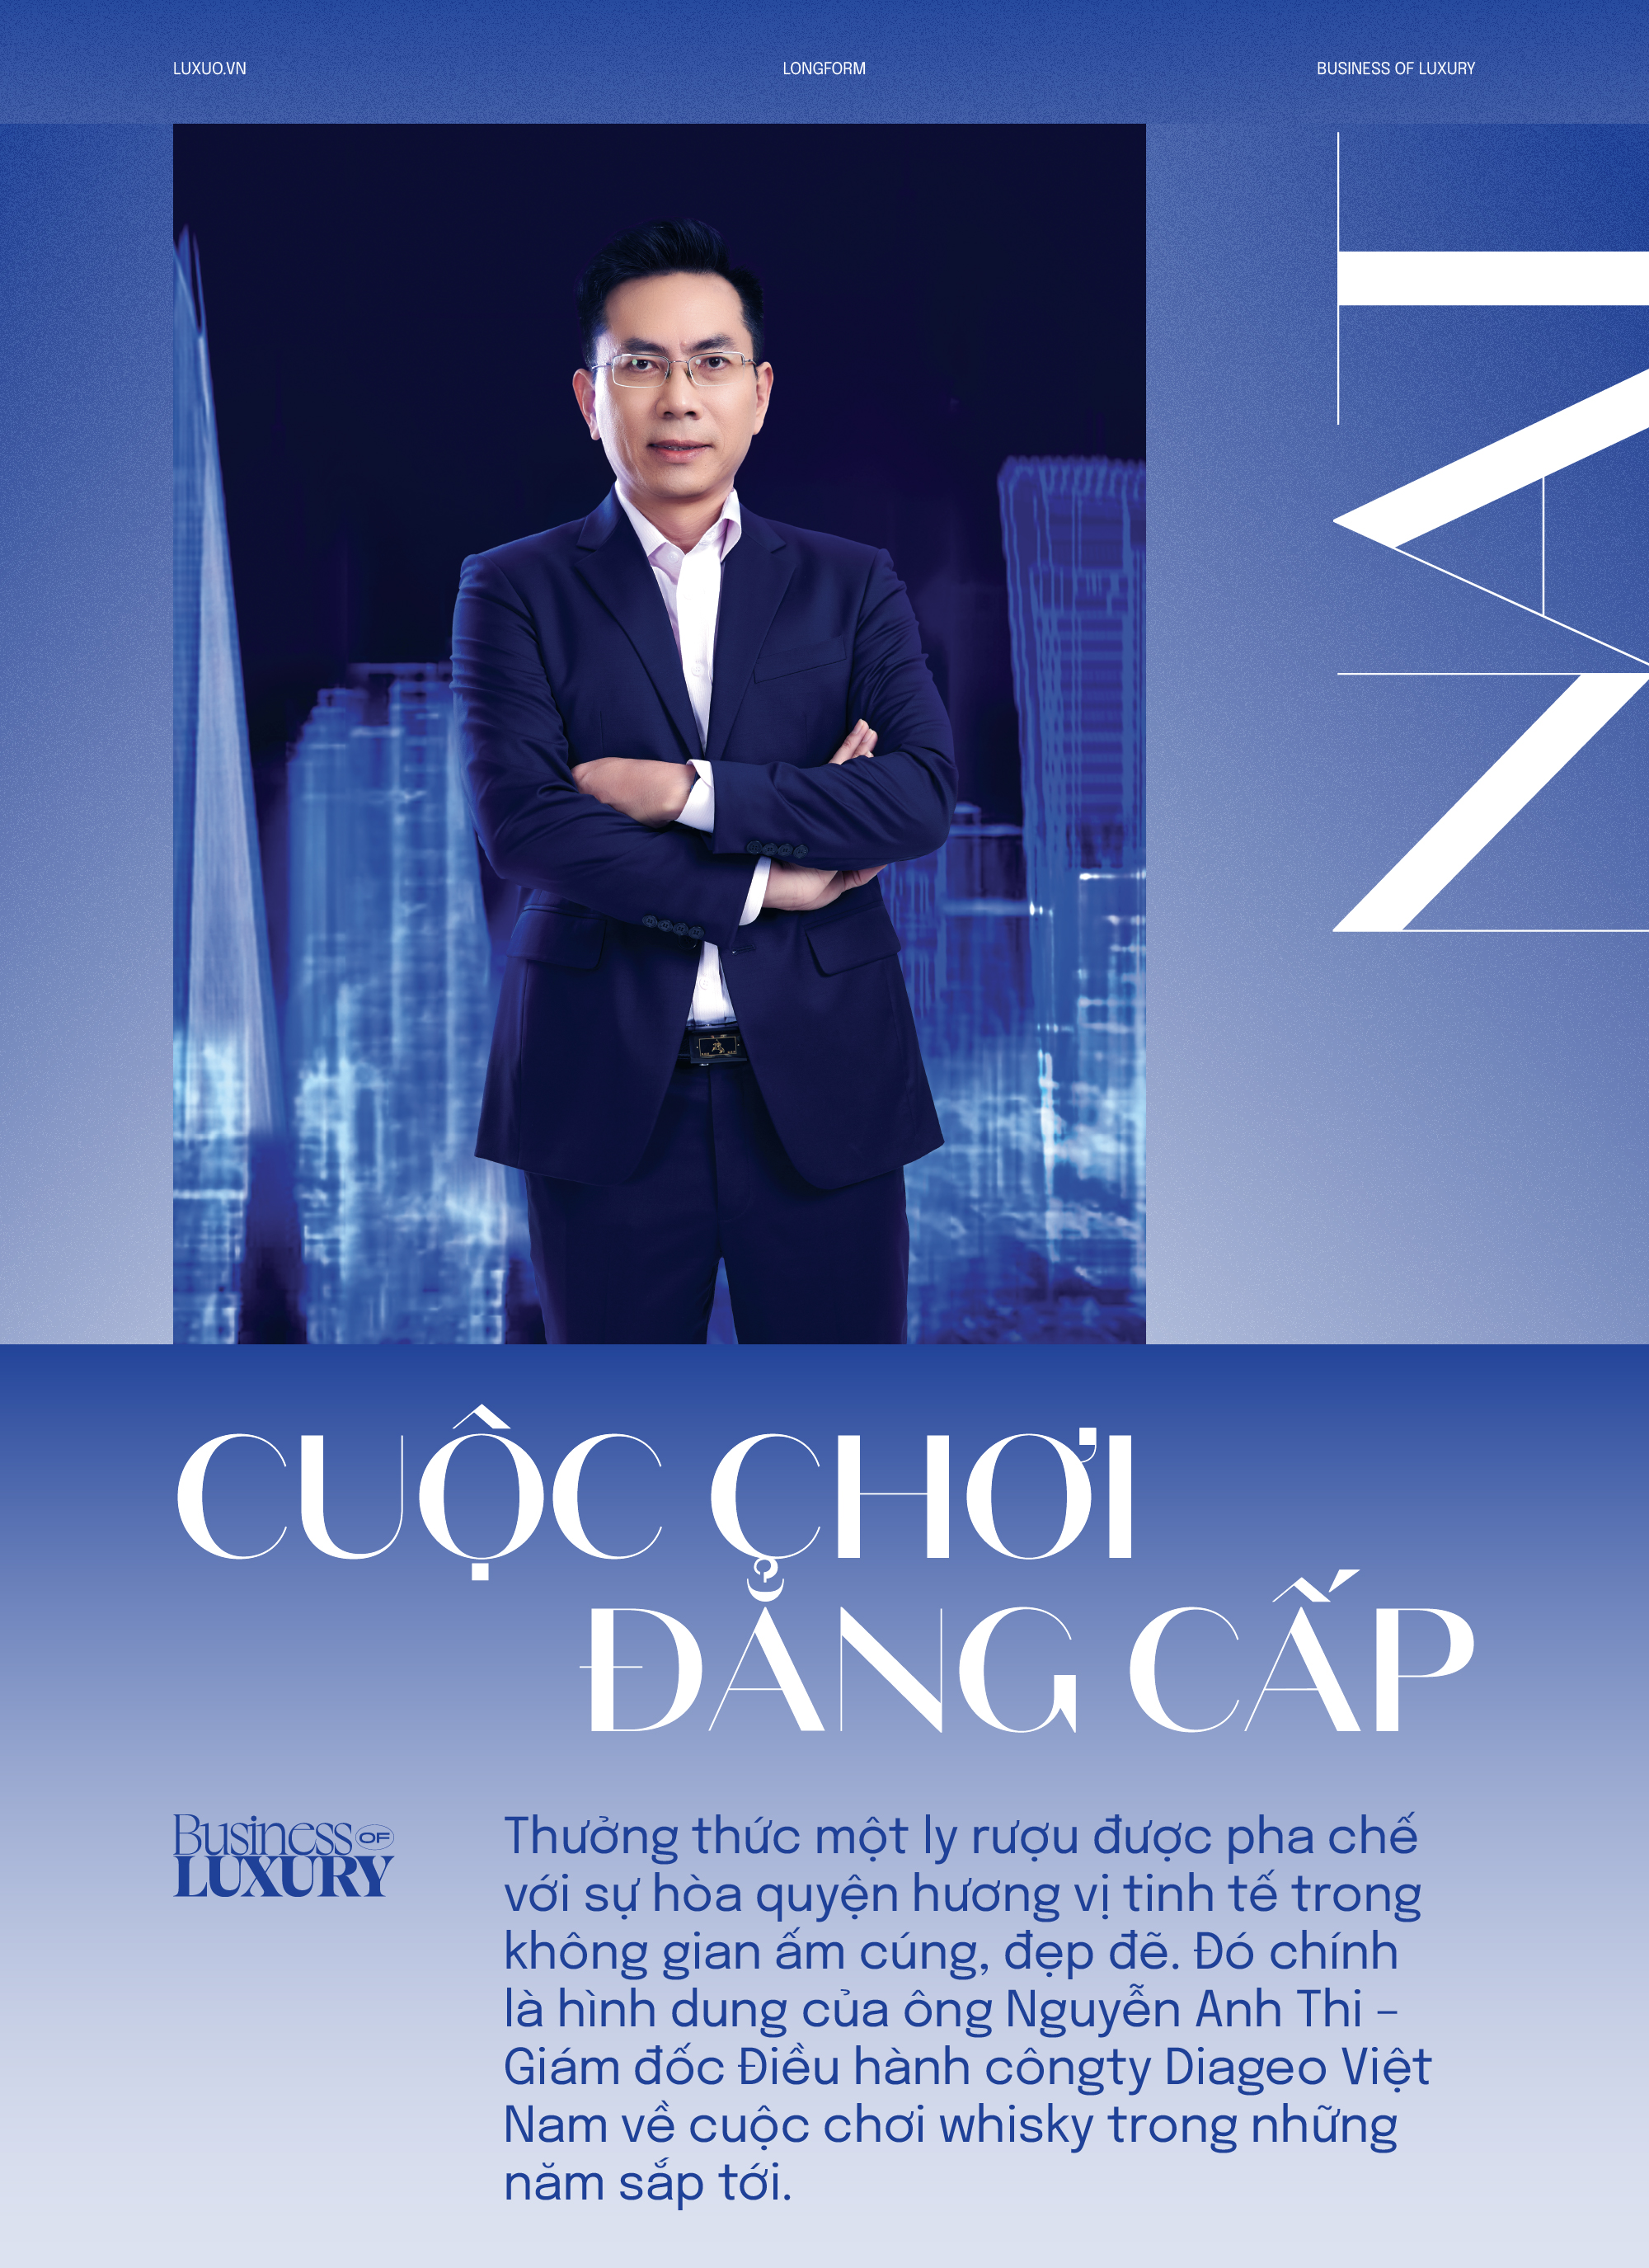 LUXUO.VN
LONGFORM
BUSINESS OF LUXURY
CUỘC CHƠI
ĐẲNG CẤP
Business OF
LUXURY
Thưởng thức một ly rượu được pha chế
với sự hòa quyện hương vị tinh tế trong
không gian ấm cúng, đẹp đẽ. Đó chính
là hình dung của ông Nguyễn Anh Thi –
Giám đốc Điều hành côngty Diageo Việt
Nam về cuộc chơi whisky trong những
năm sắp tới.